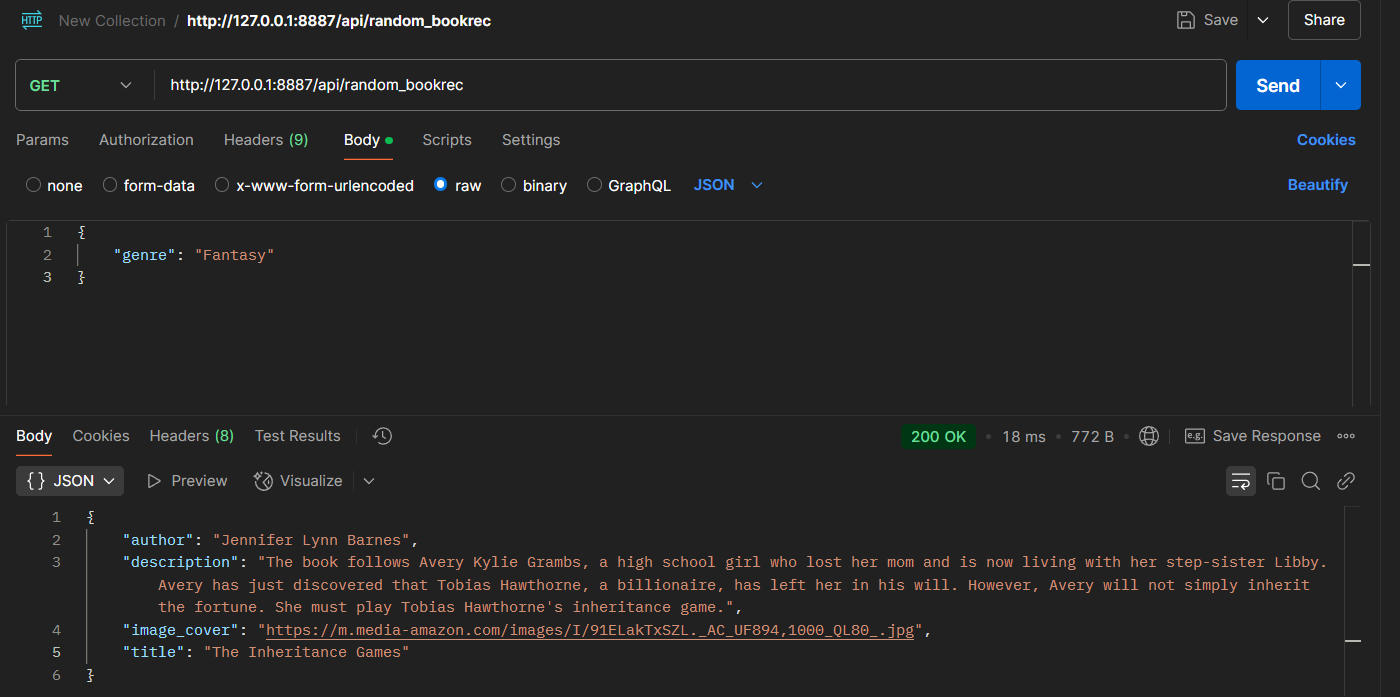 HTTP New Collection / http://127.0.0.1:8887/api/random_bookrec Save Share
GET http://127.0.0.1:8887/api/random_bookrec Send
Params Authorization Headers (9) Body Scripts Settings Cookies
none form-data x-www-form-urlencoded raw binary GraphQL JSON Beautify
1 {
2 "genre": "Fantasy"
3 }
Body Cookies Headers (8) Test Results 200 OK 18 ms 772 B e.g. Save Response
{} JSON Preview Visualize
1 {
2 "author": "Jennifer Lynn Barnes",
3 "description": "The book follows Avery Kylie Grambs, a high school girl who lost her mom and is now living with her step-sister Libby.
Avery has just discovered that Tobias Hawthorne, a billionaire, has left her in his will. However, Avery will not simply inherit
the fortune. She must play Tobias Hawthorne's inheritance game.",
4 "image_cover": "https://m.media-amazon.com/images/I/91ELakTxSZL._AC_UF894,1000_QL80_.jpg",
5 "title": "The Inheritance Games"
6 }